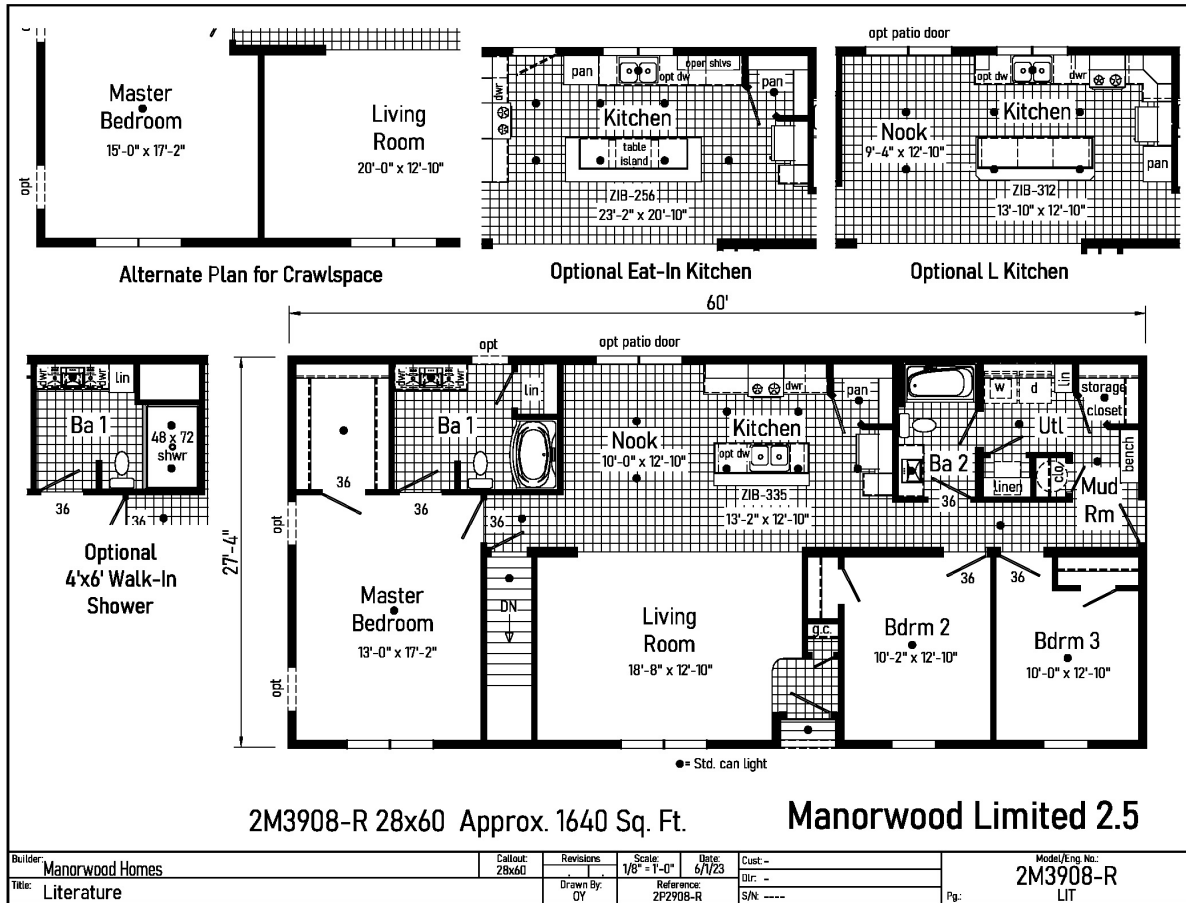 Master
Bedroom
15'-0" x 17'-2"
opt
Living
Room
20'-0" x 12'-10"
Alternate Plan for Crawlspace
dwr
pan
opt dw
open shlvs
pan
Kitchen
table
island
ZIB-256
23'-2" x 20'-10"
Optional Eat-In Kitchen
opt patio door
opt dw
dwr
Kitchen
Nook
9'-4" x 12'-10"
pan
ZIB-312
13'-10" x 12'-10"
Optional L Kitchen
60'
27'-4"
dwr
dwr
lin
Ba 1
48 x 72
shwr
36
36
Optional
4'x6' Walk-In
Shower
opt
opt patio door
dwr
dwr
lin
Ba 1
36
36
36
Nook
10'-0" x 12'-10"
dwr
pan
Kitchen
opt dw
ZIB-335
13'-2" x 12'-10"
Ba 2
36
w
d
lin
Utl
linen
clo
storage
closet
bench
Mud
Rm
opt
opt
Master
Bedroom
13'-0" x 17'-2"
DN
Living
Room
18'-8" x 12'-10"
g.c.
36
Bdrm 2
10'-2" x 12'-10"
36
Bdrm 3
10'-0" x 12'-10"
●= Std. can light
2M3908-R 28x60 Approx. 1640 Sq. Ft.
Manorwood Limited 2.5
Builder: Manorwood Homes
Title: Literature
Callout:
28x60
Revisions
Scale:
1/8" = 1'-0"
Date:
6/1/23
Drawn By:
OY
Reference:
2P2908-R
Cust: -
Dlr: -
S/N: ----
Model/Eng. No.:
2M3908-R
Pg.: LIT